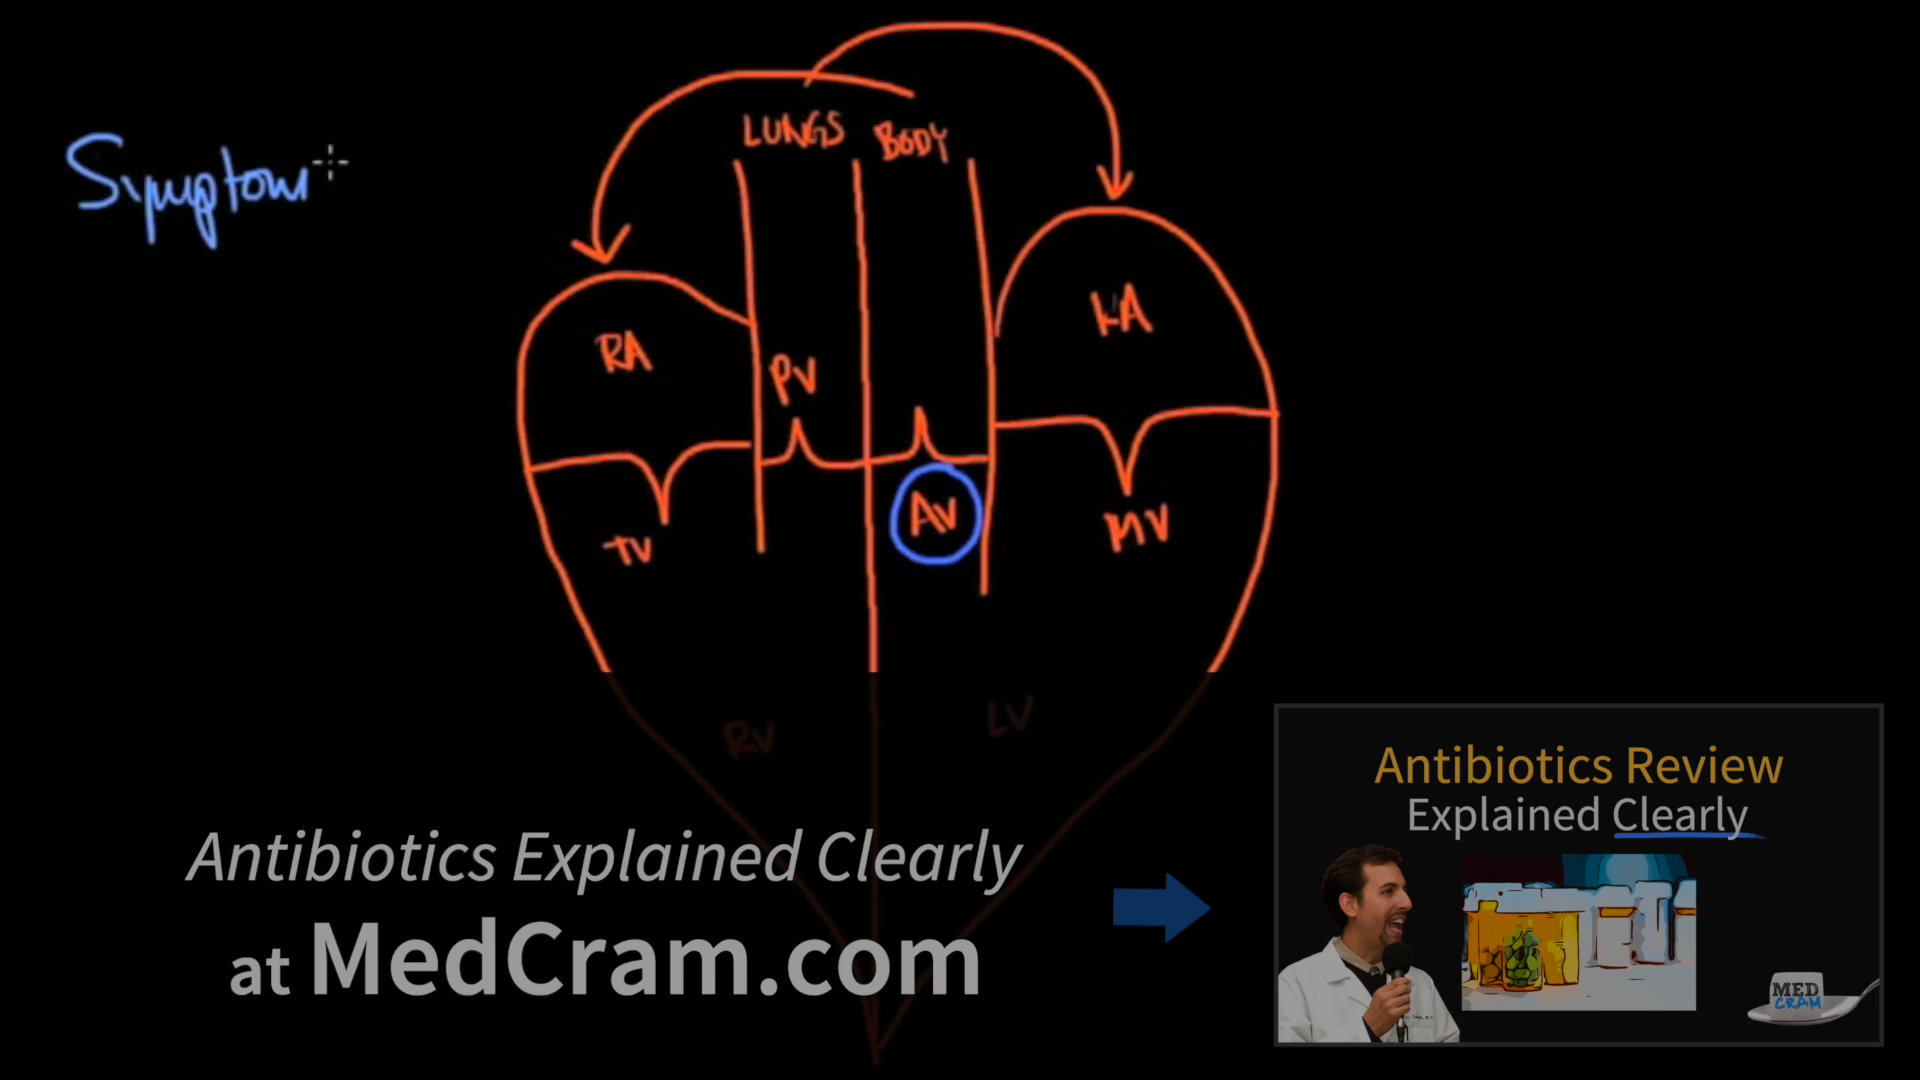 LUNGS BODY
Symptom
LA
RA
PV
AV
MV
TV
RV
LV
Antibiotics Explained Clearly
at MedCram.com
Antibiotics Review
Explained Clearly
MED
CRAM